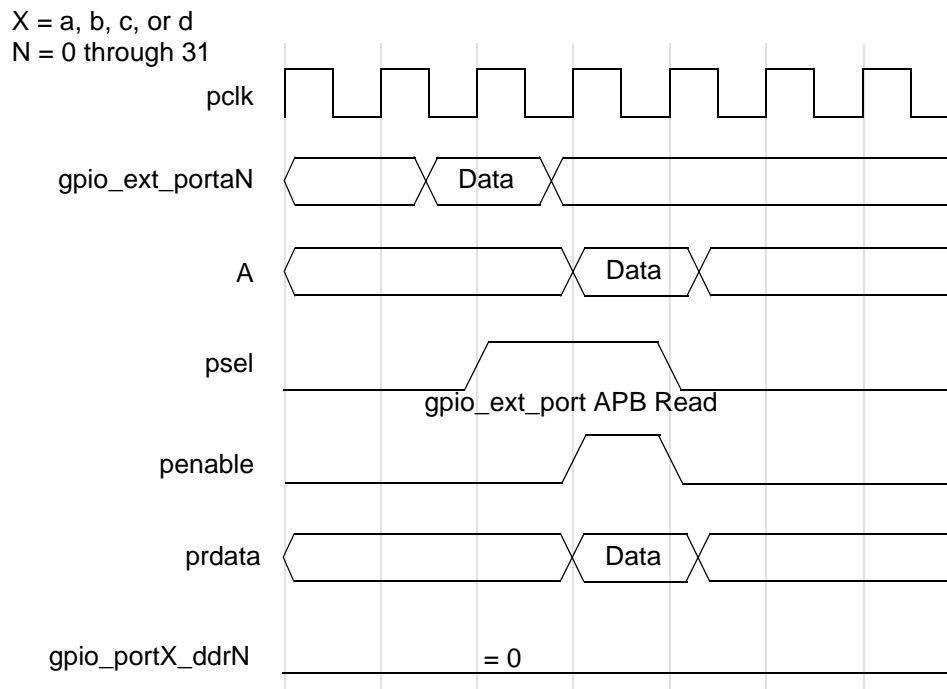 X = a, b, c, or d
N = 0 through 31
pclk
gpio_ext_portaN
Data
A
Data
psel
gpio_ext_port APB Read
penable
prdata
Data
gpio_portX_ddrN
= 0